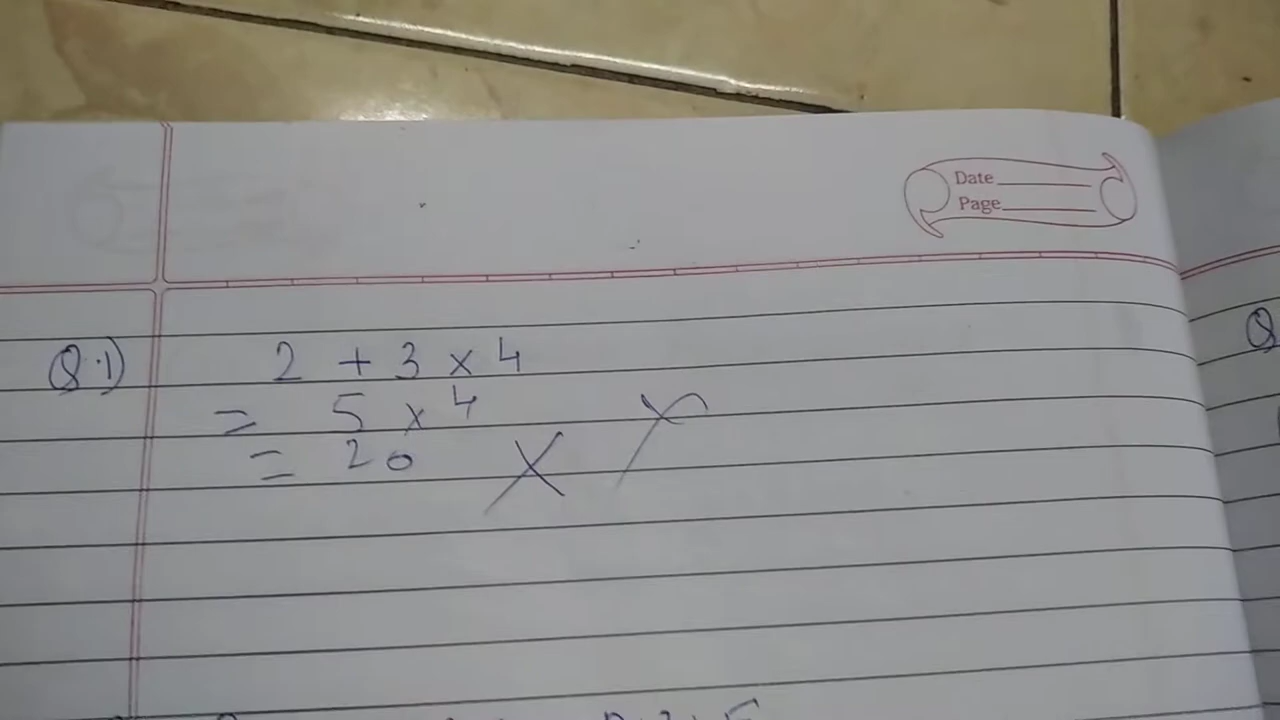 Date
Page
Q.1) 2 + 3 x 4
= 5 x 4
= 20
Q